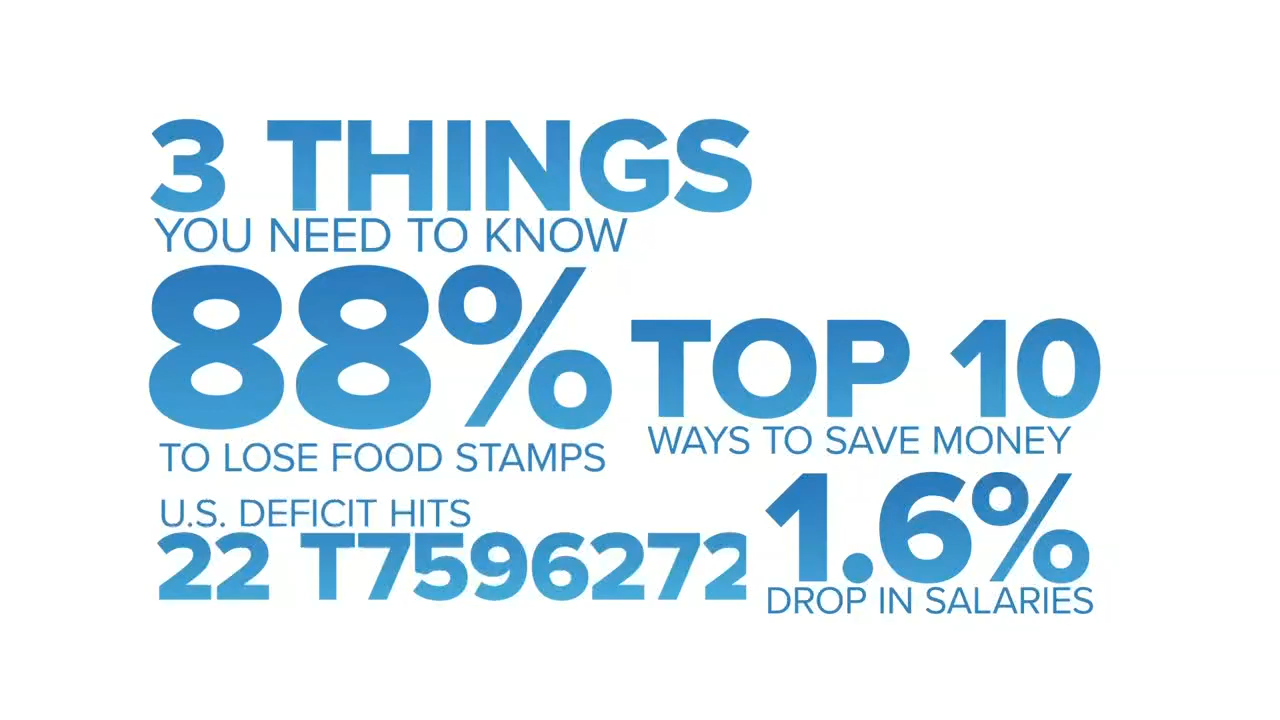 3 THINGS
YOU NEED TO KNOW
88%
TO LOSE FOOD STAMPS
TOP 10
WAYS TO SAVE MONEY
U.S. DEFICIT HITS
22 T7596272
1.6%
DROP IN SALARIES